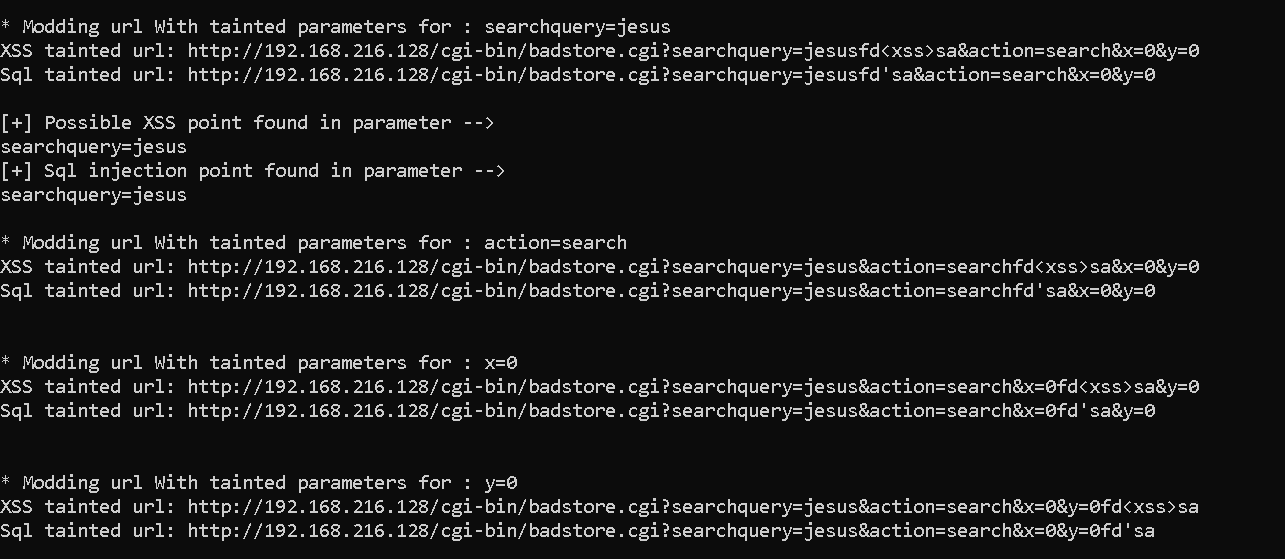 * Modding url With tainted parameters for : searchquery=jesus
XSS tainted url: http://192.168.216.128/cgi-bin/badstore.cgi?searchquery=jesusfd<xss>sa&action=search&x=0&y=0
Sql tainted url: http://192.168.216.128/cgi-bin/badstore.cgi?searchquery=jesusfd'sa&action=search&x=0&y=0
[+] Possible XSS point found in parameter -->
searchquery=jesus
[+] Sql injection point found in parameter -->
searchquery=jesus
* Modding url With tainted parameters for : action=search
XSS tainted url: http://192.168.216.128/cgi-bin/badstore.cgi?searchquery=jesus&action=searchfd<xss>sa&x=0&y=0
Sql tainted url: http://192.168.216.128/cgi-bin/badstore.cgi?searchquery=jesus&action=searchfd'sa&x=0&y=0
* Modding url With tainted parameters for : x=0
XSS tainted url: http://192.168.216.128/cgi-bin/badstore.cgi?searchquery=jesus&action=search&x=0fd<xss>sa&y=0
Sql tainted url: http://192.168.216.128/cgi-bin/badstore.cgi?searchquery=jesus&action=search&x=0fd'sa&y=0
* Modding url With tainted parameters for : y=0
XSS tainted url: http://192.168.216.128/cgi-bin/badstore.cgi?searchquery=jesus&action=search&x=0&y=0fd<xss>sa
Sql tainted url: http://192.168.216.128/cgi-bin/badstore.cgi?searchquery=jesus&action=search&x=0&y=0fd'sa